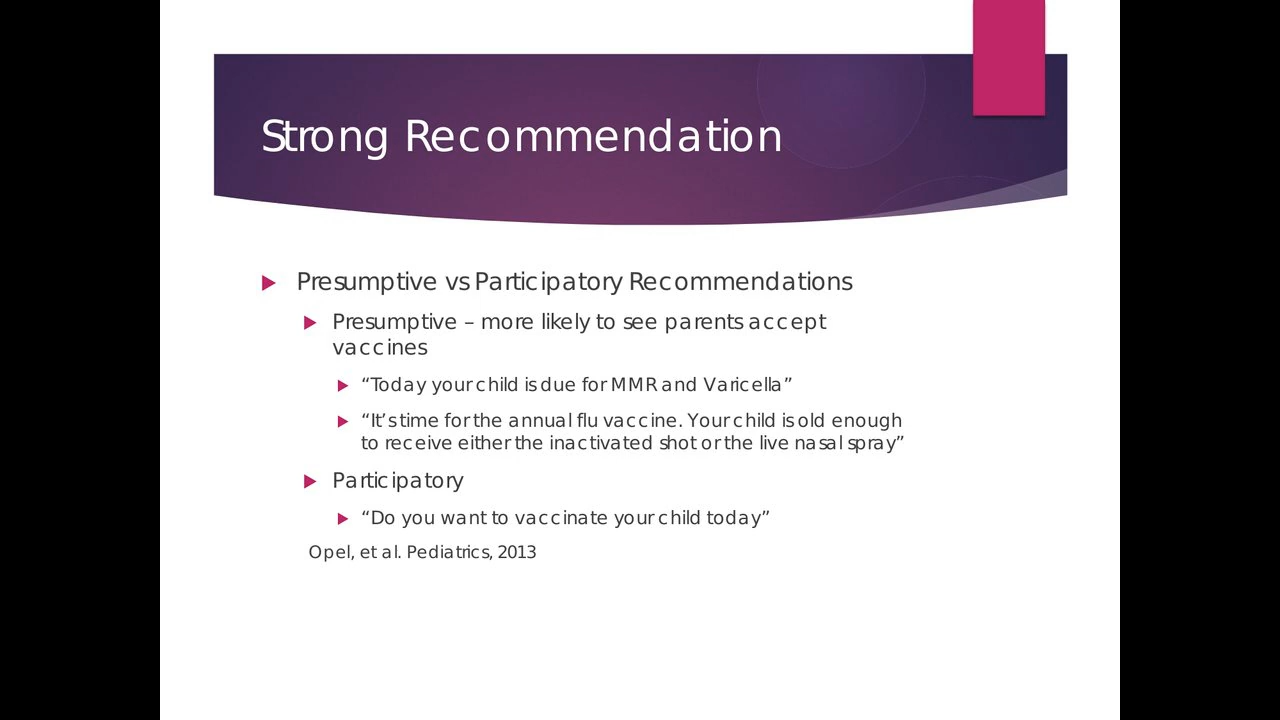 Strong Recommendation
Presumptive vs Participatory Recommendations
Presumptive – more likely to see parents accept
vaccines
“Today your child is due for MMR and Varicella”
“It’s time for the annual flu vaccine. Your child is old enough
to receive either the inactivated shot or the live nasal spray”
Participatory
“Do you want to vaccinate your child today”
Opel, et al. Pediatrics, 2013